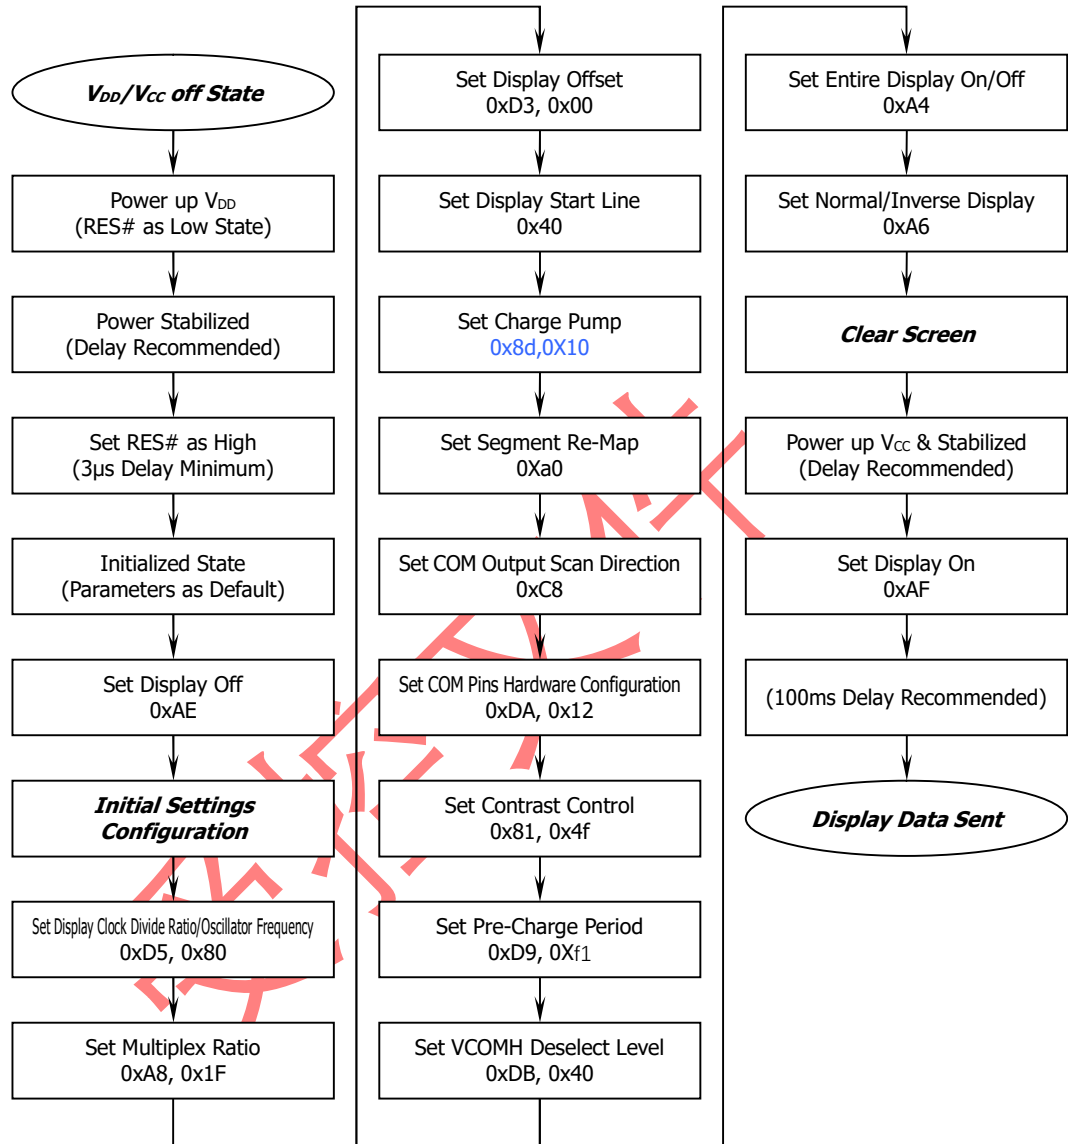 VDD/VCC off State
Power up VDD
(RES# as Low State)
Power Stabilized
(Delay Recommended)
Set RES# as High
(3μs Delay Minimum)
Initialized State
(Parameters as Default)
Set Display Off
0xAE
Initial Settings
Configuration
Set Display Clock Divide Ratio/Oscillator Frequency
0xD5, 0x80
Set Multiplex Ratio
0xA8, 0x1F
Set Display Offset
0xD3, 0x00
Set Display Start Line
0x40
Set Charge Pump
0x8d,0X10
Set Segment Re-Map
0Xa0
Set COM Output Scan Direction
0xC8
Set COM Pins Hardware Configuration
0xDA, 0x12
Set Contrast Control
0x81, 0x4f
Set Pre-Charge Period
0xD9, 0Xf1
Set VCOMH Deselect Level
0xDB, 0x40
Set Entire Display On/Off
0xA4
Set Normal/Inverse Display
0xA6
Clear Screen
Power up VCC & Stabilized
(Delay Recommended)
Set Display On
0xAF
(100ms Delay Recommended)
Display Data Sent